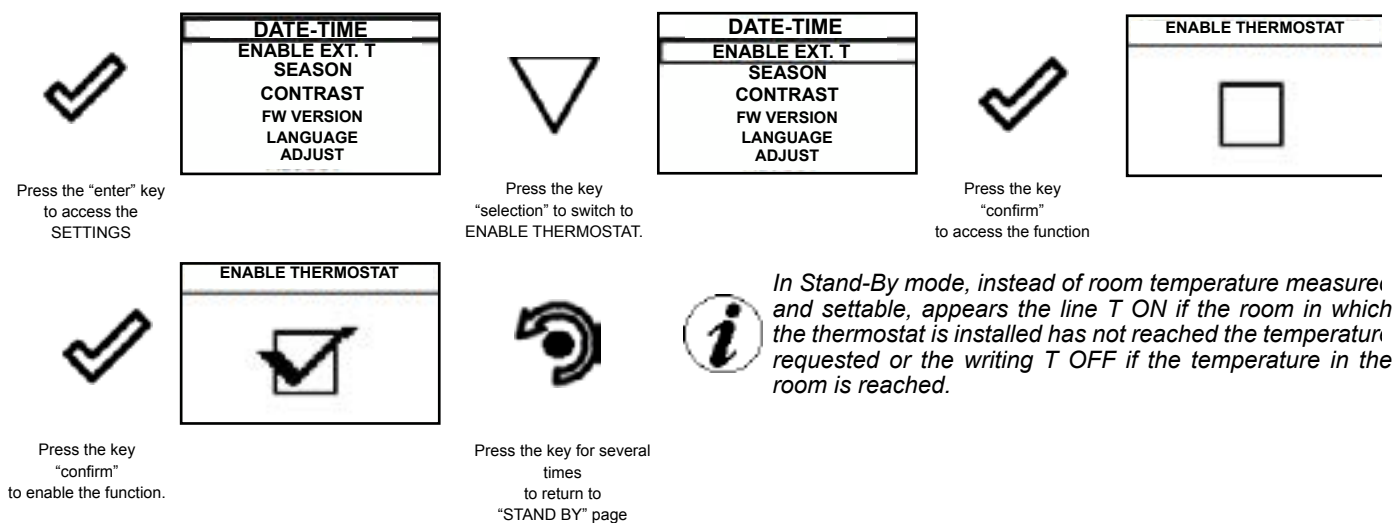 DATE-TIME
ENABLE EXT. T
SEASON
CONTRAST
FW VERSION
LANGUAGE
ADJUST
Press the “enter” key
to access the
SETTINGS
Press the key
“selection” to switch to
ENABLE THERMOSTAT.
DATE-TIME
ENABLE EXT. T
SEASON
CONTRAST
FW VERSION
LANGUAGE
ADJUST
Press the key
“confirm”
to access the function
ENABLE THERMOSTAT
Press the key
“confirm”
to enable the function.
ENABLE THERMOSTAT
Press the key for several
times
to return to
“STAND BY” page
In Stand-By mode, instead of room temperature measured
and settable, appears the line T ON if the room in which
the thermostat is installed has not reached the temperature
requested or the writing T OFF if the temperature in the
room is reached.